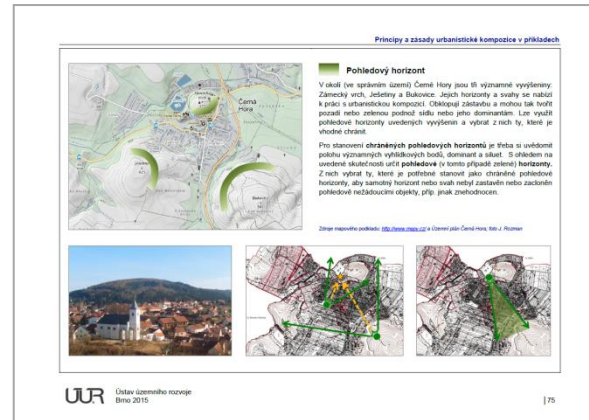 Principy a zásady urbanistické kompozice v příkladech
Pohledový horizont
V okolí (ve správním území) Černé Hory jsou tři významné vyvýšeniny:
Zámecký vrch, Ješetiny a Bukovice. Jejich horizonty a svahy se nabízí
k práci s urbanistickou kompozicí. Obklopují zástavbu a mohou tak tvořit
pozadí nebo zelenou podnož sídlu nebo jeho dominantám. Lze využít
pohledové horizonty uvedených vyvýšenin a vybrat z nich ty, které je
vhodné chránit.
Pro stanovení chráněných pohledových horizontů je třeba si uvědomit
polohu významných vyhlídkových bodů, dominant a siluet. S ohledem na
uvedené skutečnosti určit pohledové (v tomto případě zelené) horizonty.
Z nich vybrat ty, které je potřebné stanovit jako chráněné pohledové
horizonty, aby samotný horizont nebo svah nebyl zastavěn nebo zacloněn
pohledově nežádoucími objekty, příp. jinak znehodnocen.
Zdroje mapového podkladu: http://www.mapy.cz/ a Územní plán Černá Hora; foto J. Rozman
Černá
Hora
ÚÚR
Ústav územního rozvoje
Brno 2015
| 75